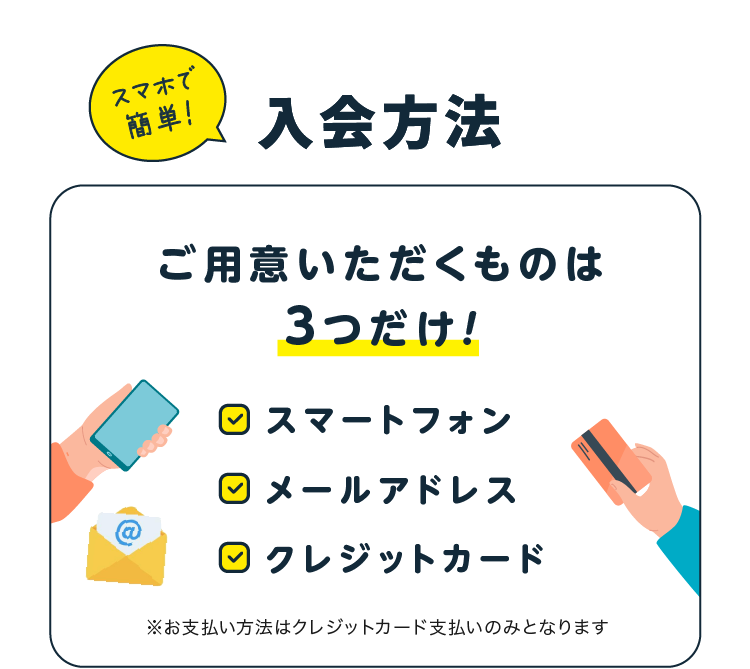 スマホで
簡単!
入会方法
ご用意いただくものは
3つだけ!
スマートフォン
メールアドレス
@
クレジットカード
※お支払い方法はクレジットカード支払いのみとなります